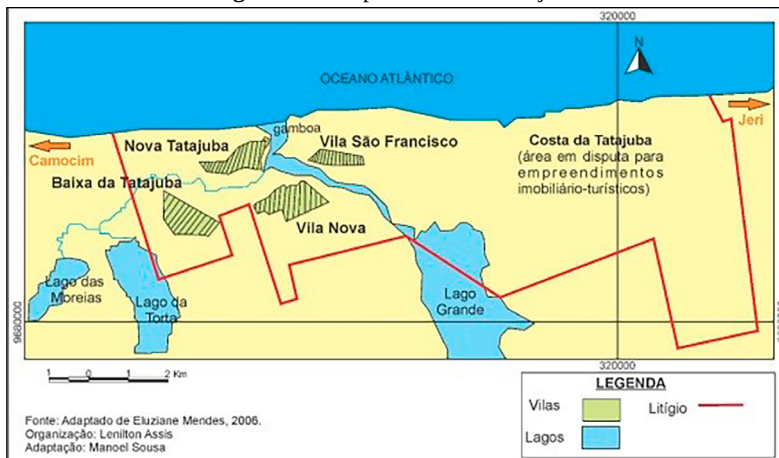 320000
N
OCEANO ATLÂNTICO
gamboa
Jeri
Camocim
Nova Tatajuba
Vila São Francisco
Costa da Tatajuba
(área em disputa para
empreendimentos
imobiliário-turísticos)
Baixa da Tatajuba
Vila Nova
Lago das
Moreias
Lago da
Torta
Lago
Grande
9680000
320000
1 0 1 2 Km
LEGENDA
Vilas
Litígio
Lagos
Fonte: Adaptado de Eluziane Mendes, 2006.
Organização: Lenilton Assis
Adaptação: Manoel Sousa